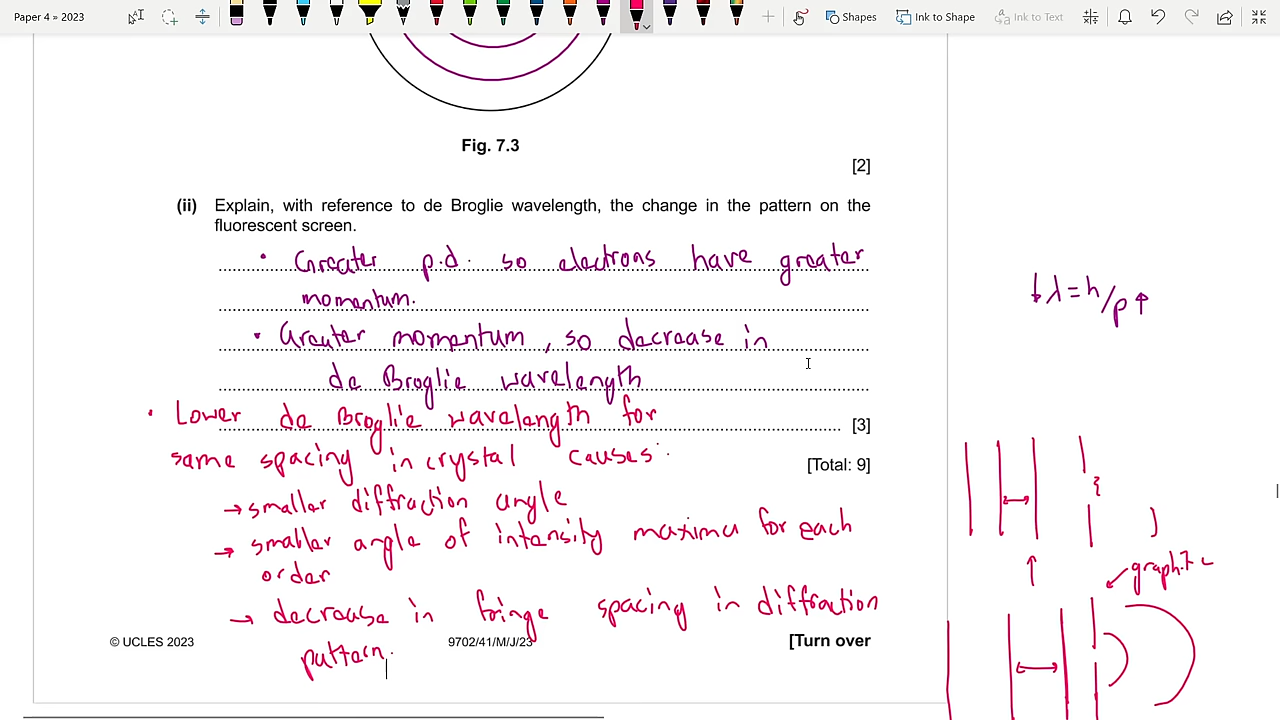 Paper 4 » 2023
Shapes
Ink to Shape
Ink to Text
Fig. 7.3
[2]
(ii) Explain, with reference to de Broglie wavelength, the change in the pattern on the
fluorescent screen.
• Greater p.d. so electrons have greater
momentum.
• Greater momentum, so decrease in
de Broglie wavelength
↓λ = h/p↑
• Lower de Broglie wavelength for
[3]
same spacing in crystal causes:
[Total: 9]
→ smaller diffraction angle
→ smaller angle of intensity maxima for each
order
graphite
→ decrease in fringe spacing in diffraction
pattern.
© UCLES 2023
9702/41/M/J/23
[Turn over